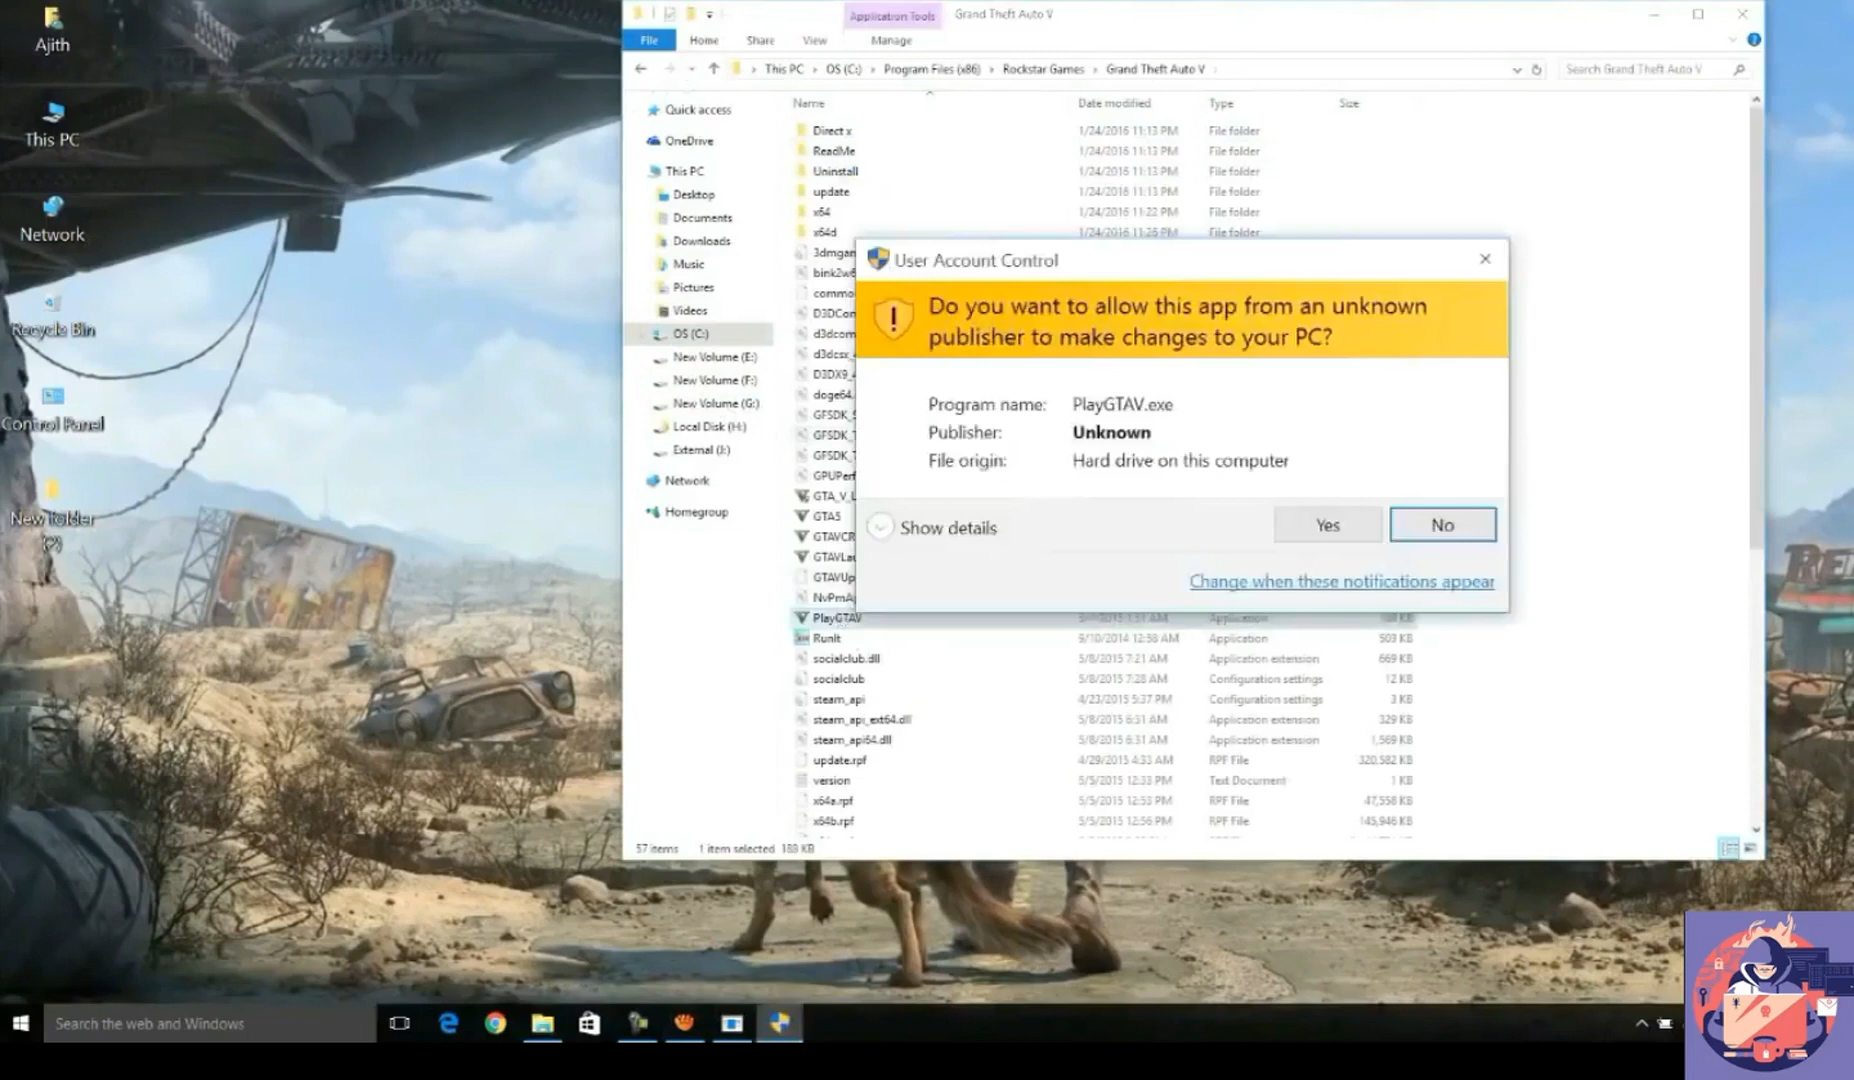 Ajith
This PC
Network
Recycle Bin
Control Panel
New folder
(2)
Application Tools
Grand Theft Auto V
File
Home
Share
View
Manage
This PC
OS (C:)
Program Files (x86)
Rockstar Games
Grand Theft Auto V
Search Grand Theft Auto V
Quick access
OneDrive
This PC
Desktop
Documents
Downloads
Music
Pictures
Videos
OS (C:)
New Volume (E:)
New Volume (F:)
New Volume (G:)
Local Disk (H:)
External (I:)
Network
Homegroup
Name Date modified Type Size
Direct x 1/24/2016 11:13 PM File folder
ReadMe 1/24/2016 11:13 PM File folder
Uninstall 1/24/2016 11:13 PM File folder
update 1/24/2016 11:13 PM File folder
x64 1/24/2016 11:22 PM File folder
x64d 1/24/2016 11:26 PM File folder
3dmgam
bink2w6
commo
D3DCom
d3dcom
d3dcsx_
D3DX9_4
doge64.
GFSDK_S
GFSDK_T
GFSDK_T
GPUPerf
GTA_V_L
GTA5
GTAVCR
GTAVLau
GTAVUp
NvPmAp
PlayGTAV Application
RunIt 9/10/2014 12:58 AM Application 503 KB
socialclub.dll 5/8/2015 7:21 AM Application extension 669 KB
socialclub 5/8/2015 7:28 AM Configuration settings 12 KB
steam_api 4/23/2015 5:37 PM Configuration settings 3 KB
steam_api_ext64.dll 5/8/2015 6:31 AM Application extension 329 KB
steam_api64.dll 5/8/2015 6:31 AM Application extension 1,569 KB
update.rpf 4/29/2015 4:33 AM RPF File 320,582 KB
version 5/5/2015 12:33 PM Text Document 1 KB
x64a.rpf 5/5/2015 12:53 PM RPF File 47,558 KB
x64b.rpf 5/5/2015 12:56 PM RPF File 145,946 KB
57 items 1 item selected 188 KB
User Account Control
Do you want to allow this app from an unknown
publisher to make changes to your PC?
Program name: PlayGTAV.exe
Publisher: Unknown
File origin: Hard drive on this computer
Show details
Yes
No
Change when these notifications appear
Search the web and Windows